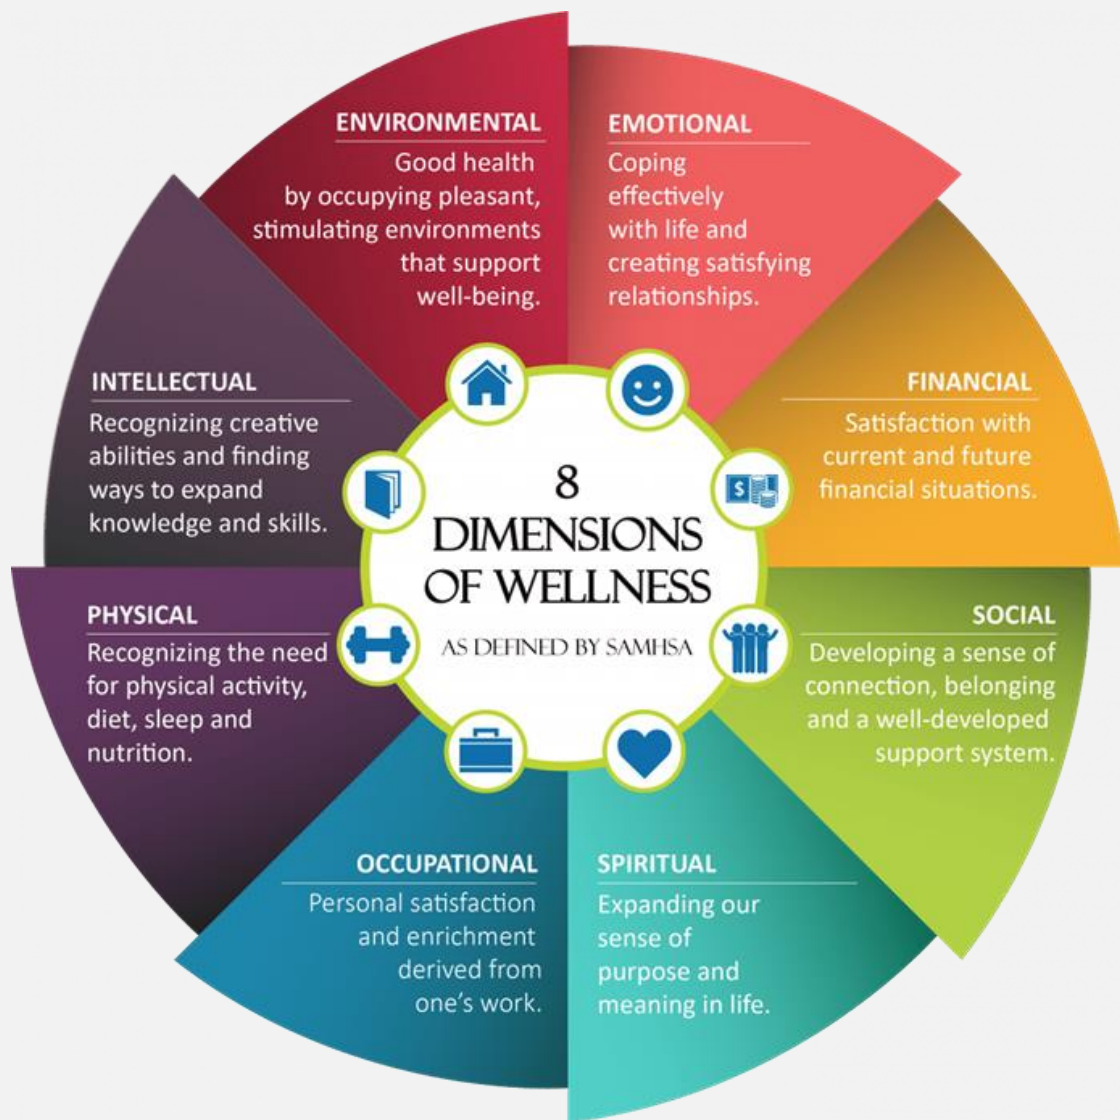 ENVIRONMENTAL
Good health
by occupying pleasant,
stimulating environments
that support
well-being.
EMOTIONAL
Coping
effectively
with life and
creating satisfying
relationships.
INTELLECTUAL
Recognizing creative
abilities and finding
ways to expand
knowledge and skills.
FINANCIAL
Satisfaction with
current and future
financial situations.
8
DIMENSIONS
OF WELLNESS
AS DEFINED BY SAMHSA
$
PHYSICAL
Recognizing the need
for physical activity,
diet, sleep and
nutrition.
SOCIAL
Developing a sense of
connection, belonging
and a well-developed
support system.
OCCUPATIONAL
Personal satisfaction
and enrichment
derived from
one's work.
SPIRITUAL
Expanding our
sense of
purpose and
meaning in life.